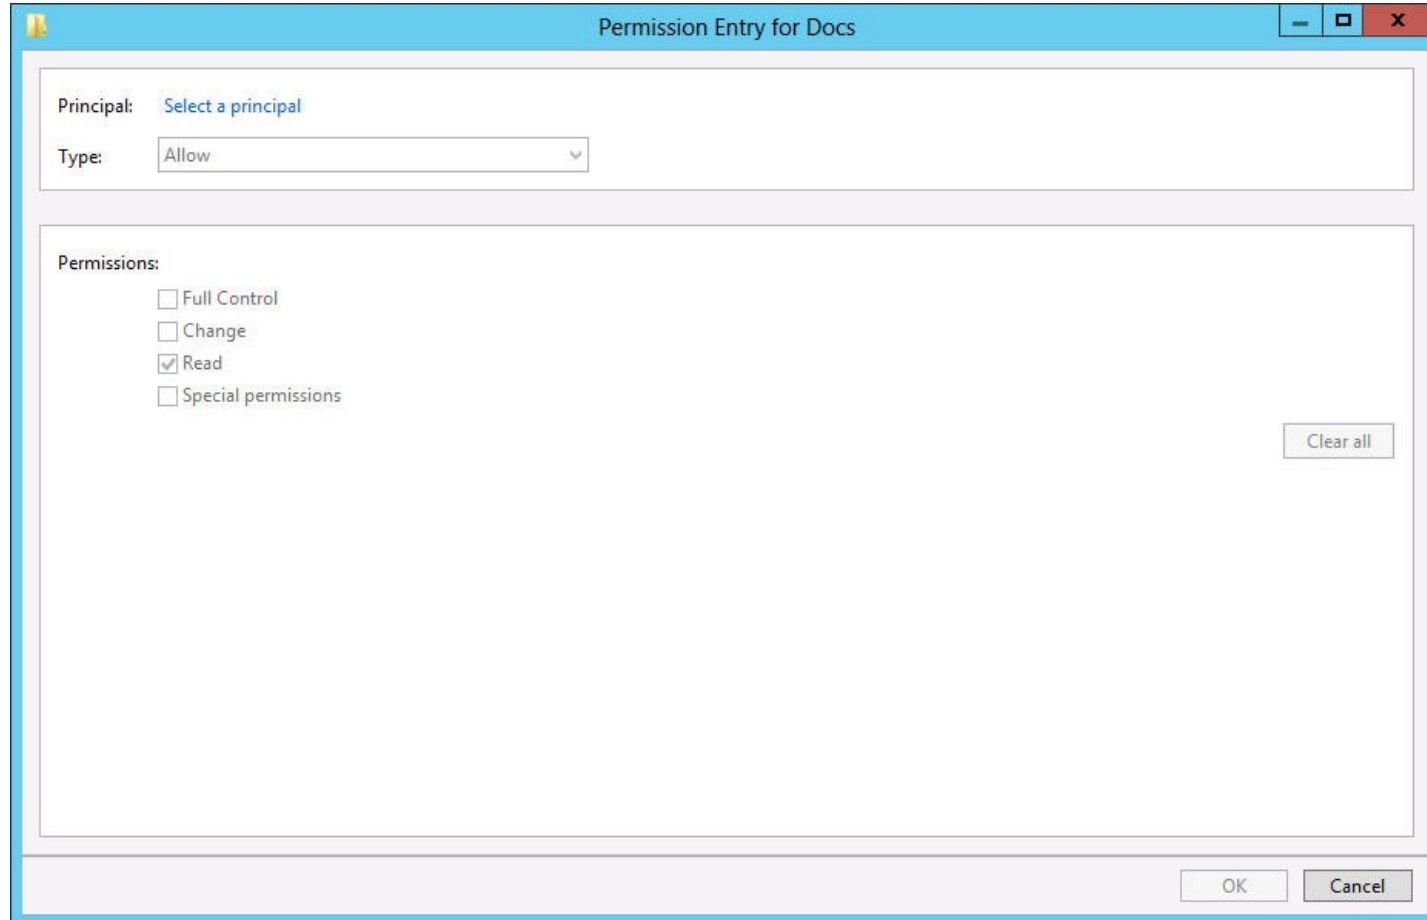 Permission Entry for Docs
Principal: Select a principal
Type: Allow
Permissions:
Full Control
Change
Read
Special permissions
Clear all
OK Cancel